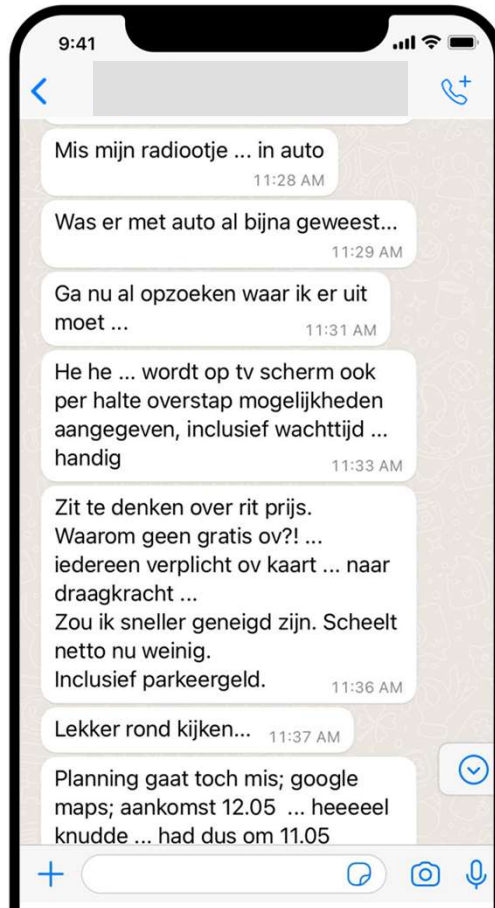 9:41
Mis mijn radiootje ... in auto
11:28 AM
Was er met auto al bijna geweest...
11:29 AM
Ga nu al opzoeken waar ik er uit
moet ...
11:31 AM
He he ... wordt op tv scherm ook
per halte overstap mogelijkheden
aangegeven, inclusief wachttijd ...
handig
11:33 AM
Zit te denken over rit prijs.
Waarom geen gratis ov?! ...
iedereen verplicht ov kaart ... naar
draagkracht ...
Zou ik sneller geneigd zijn. Scheelt
netto nu weinig.
Inclusief parkeergeld.
11:36 AM
Lekker rond kijken...
11:37 AM
Planning gaat toch mis; google
maps; aankomst 12.05 ... heeeeel
knudde ... had dus om 11.05